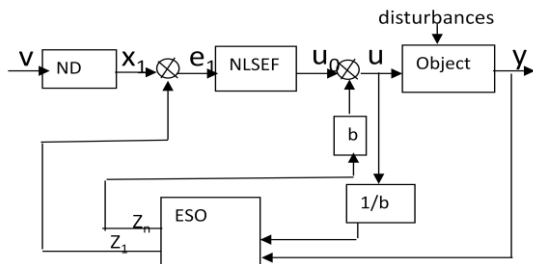 disturbances
v
ND
x1
e1
NLSEF
u0
u
Object
y
b
1/b
ESO
Zn
Z1